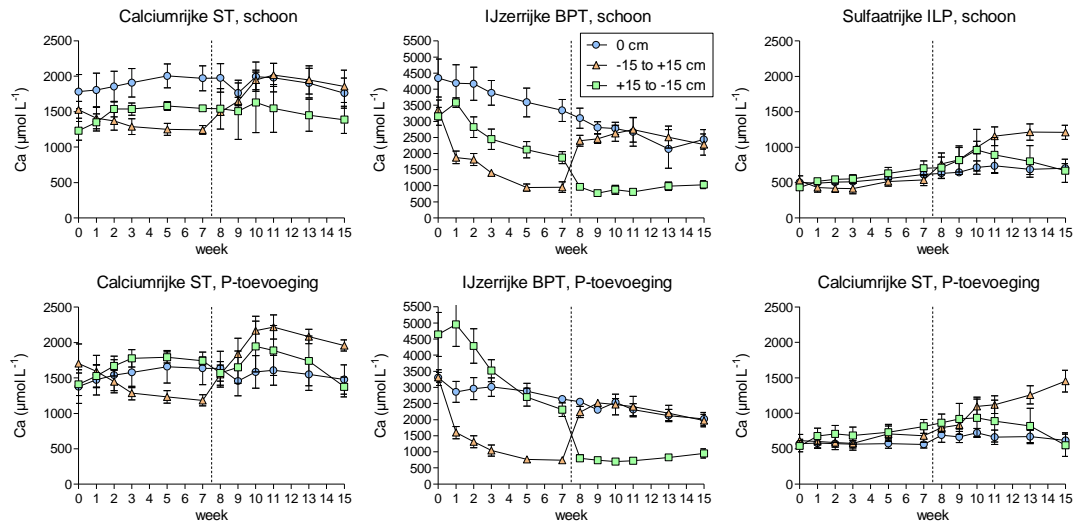 Calciumrijke ST, schoon
IJzerrijke BPT, schoon
Sulfaatrijke ILP, schoon
0 cm
-15 to +15 cm
+15 to -15 cm
Ca (µmol L⁻¹)
2500
2000
1500
1000
500
0
0 1 2 3 4 5 6 7 8 9 10 11 12 13 14 15
week
Ca (µmol L⁻¹)
5500
5000
4500
4000
3500
3000
2500
2000
1500
1000
500
0
0 1 2 3 4 5 6 7 8 9 10 11 12 13 14 15
week
Ca (µmol L⁻¹)
2500
2000
1500
1000
500
0
0 1 2 3 4 5 6 7 8 9 10 11 12 13 14 15
week
Calciumrijke ST, P-toevoeging
IJzerrijke BPT, P-toevoeging
Calciumrijke ST, P-toevoeging
Ca (µmol L⁻¹)
2500
2000
1500
1000
500
0
0 1 2 3 4 5 6 7 8 9 10 11 12 13 14 15
week
Ca (µmol L⁻¹)
5500
5000
4500
4000
3500
3000
2500
2000
1500
1000
500
0
0 1 2 3 4 5 6 7 8 9 10 11 12 13 14 15
week
Ca (µmol L⁻¹)
2500
2000
1500
1000
500
0
0 1 2 3 4 5 6 7 8 9 10 11 12 13 14 15
week